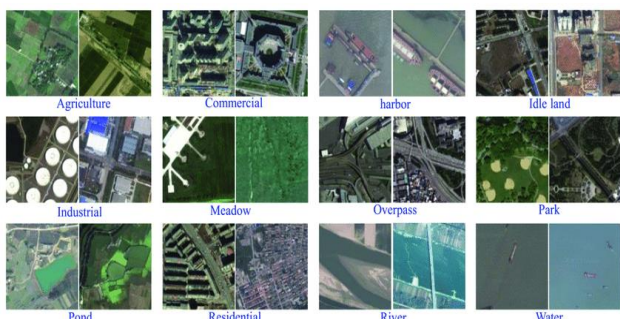 Agriculture
Commercial
harbor
Idle land
Industrial
Meadow
Overpass
Park
Pond
Residential
River
Water